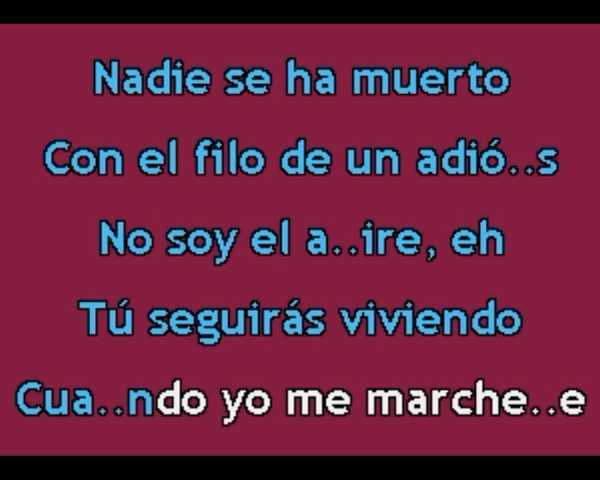 Nadie se ha muerto
Con el filo de un adió..s
No soy el a..ire, eh
Tú seguirás viviendo
Cua..ndo yo me marche..e